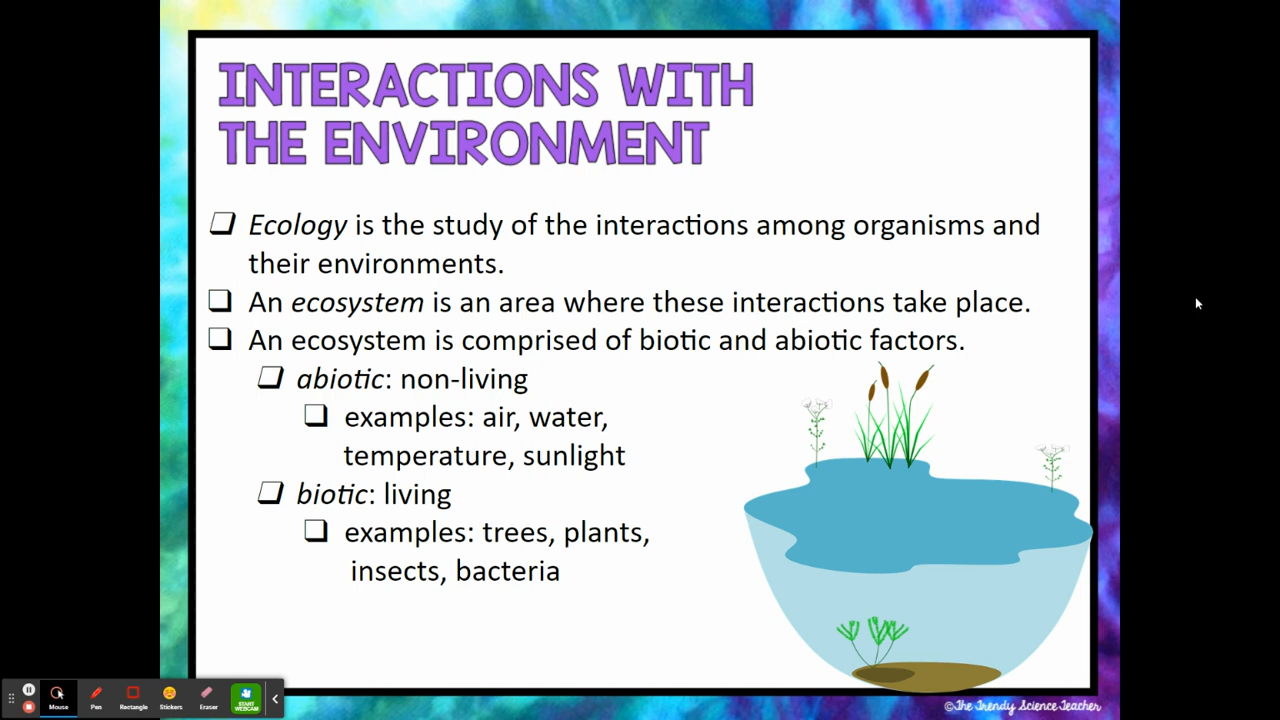 INTERACTIONS WITH
THE ENVIRONMENT
Ecology is the study of the interactions among organisms and
their environments.
An ecosystem is an area where these interactions take place.
An ecosystem is comprised of biotic and abiotic factors.
abiotic: non-living
examples: air, water,
temperature, sunlight
biotic: living
examples: trees, plants,
insects, bacteria
Mouse
Pen
Rectangle
Stickers
Eraser
START
WEBCAM
©The Trendy Science Teacher